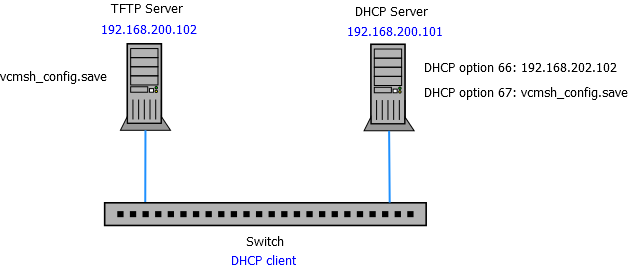 TFTP Server
192.168.200.102
vcmsh_config.save
DHCP Server
192.168.200.101
DHCP option 66: 192.168.202.102
DHCP option 67: vcmsh_config.save
Switch
DHCP client